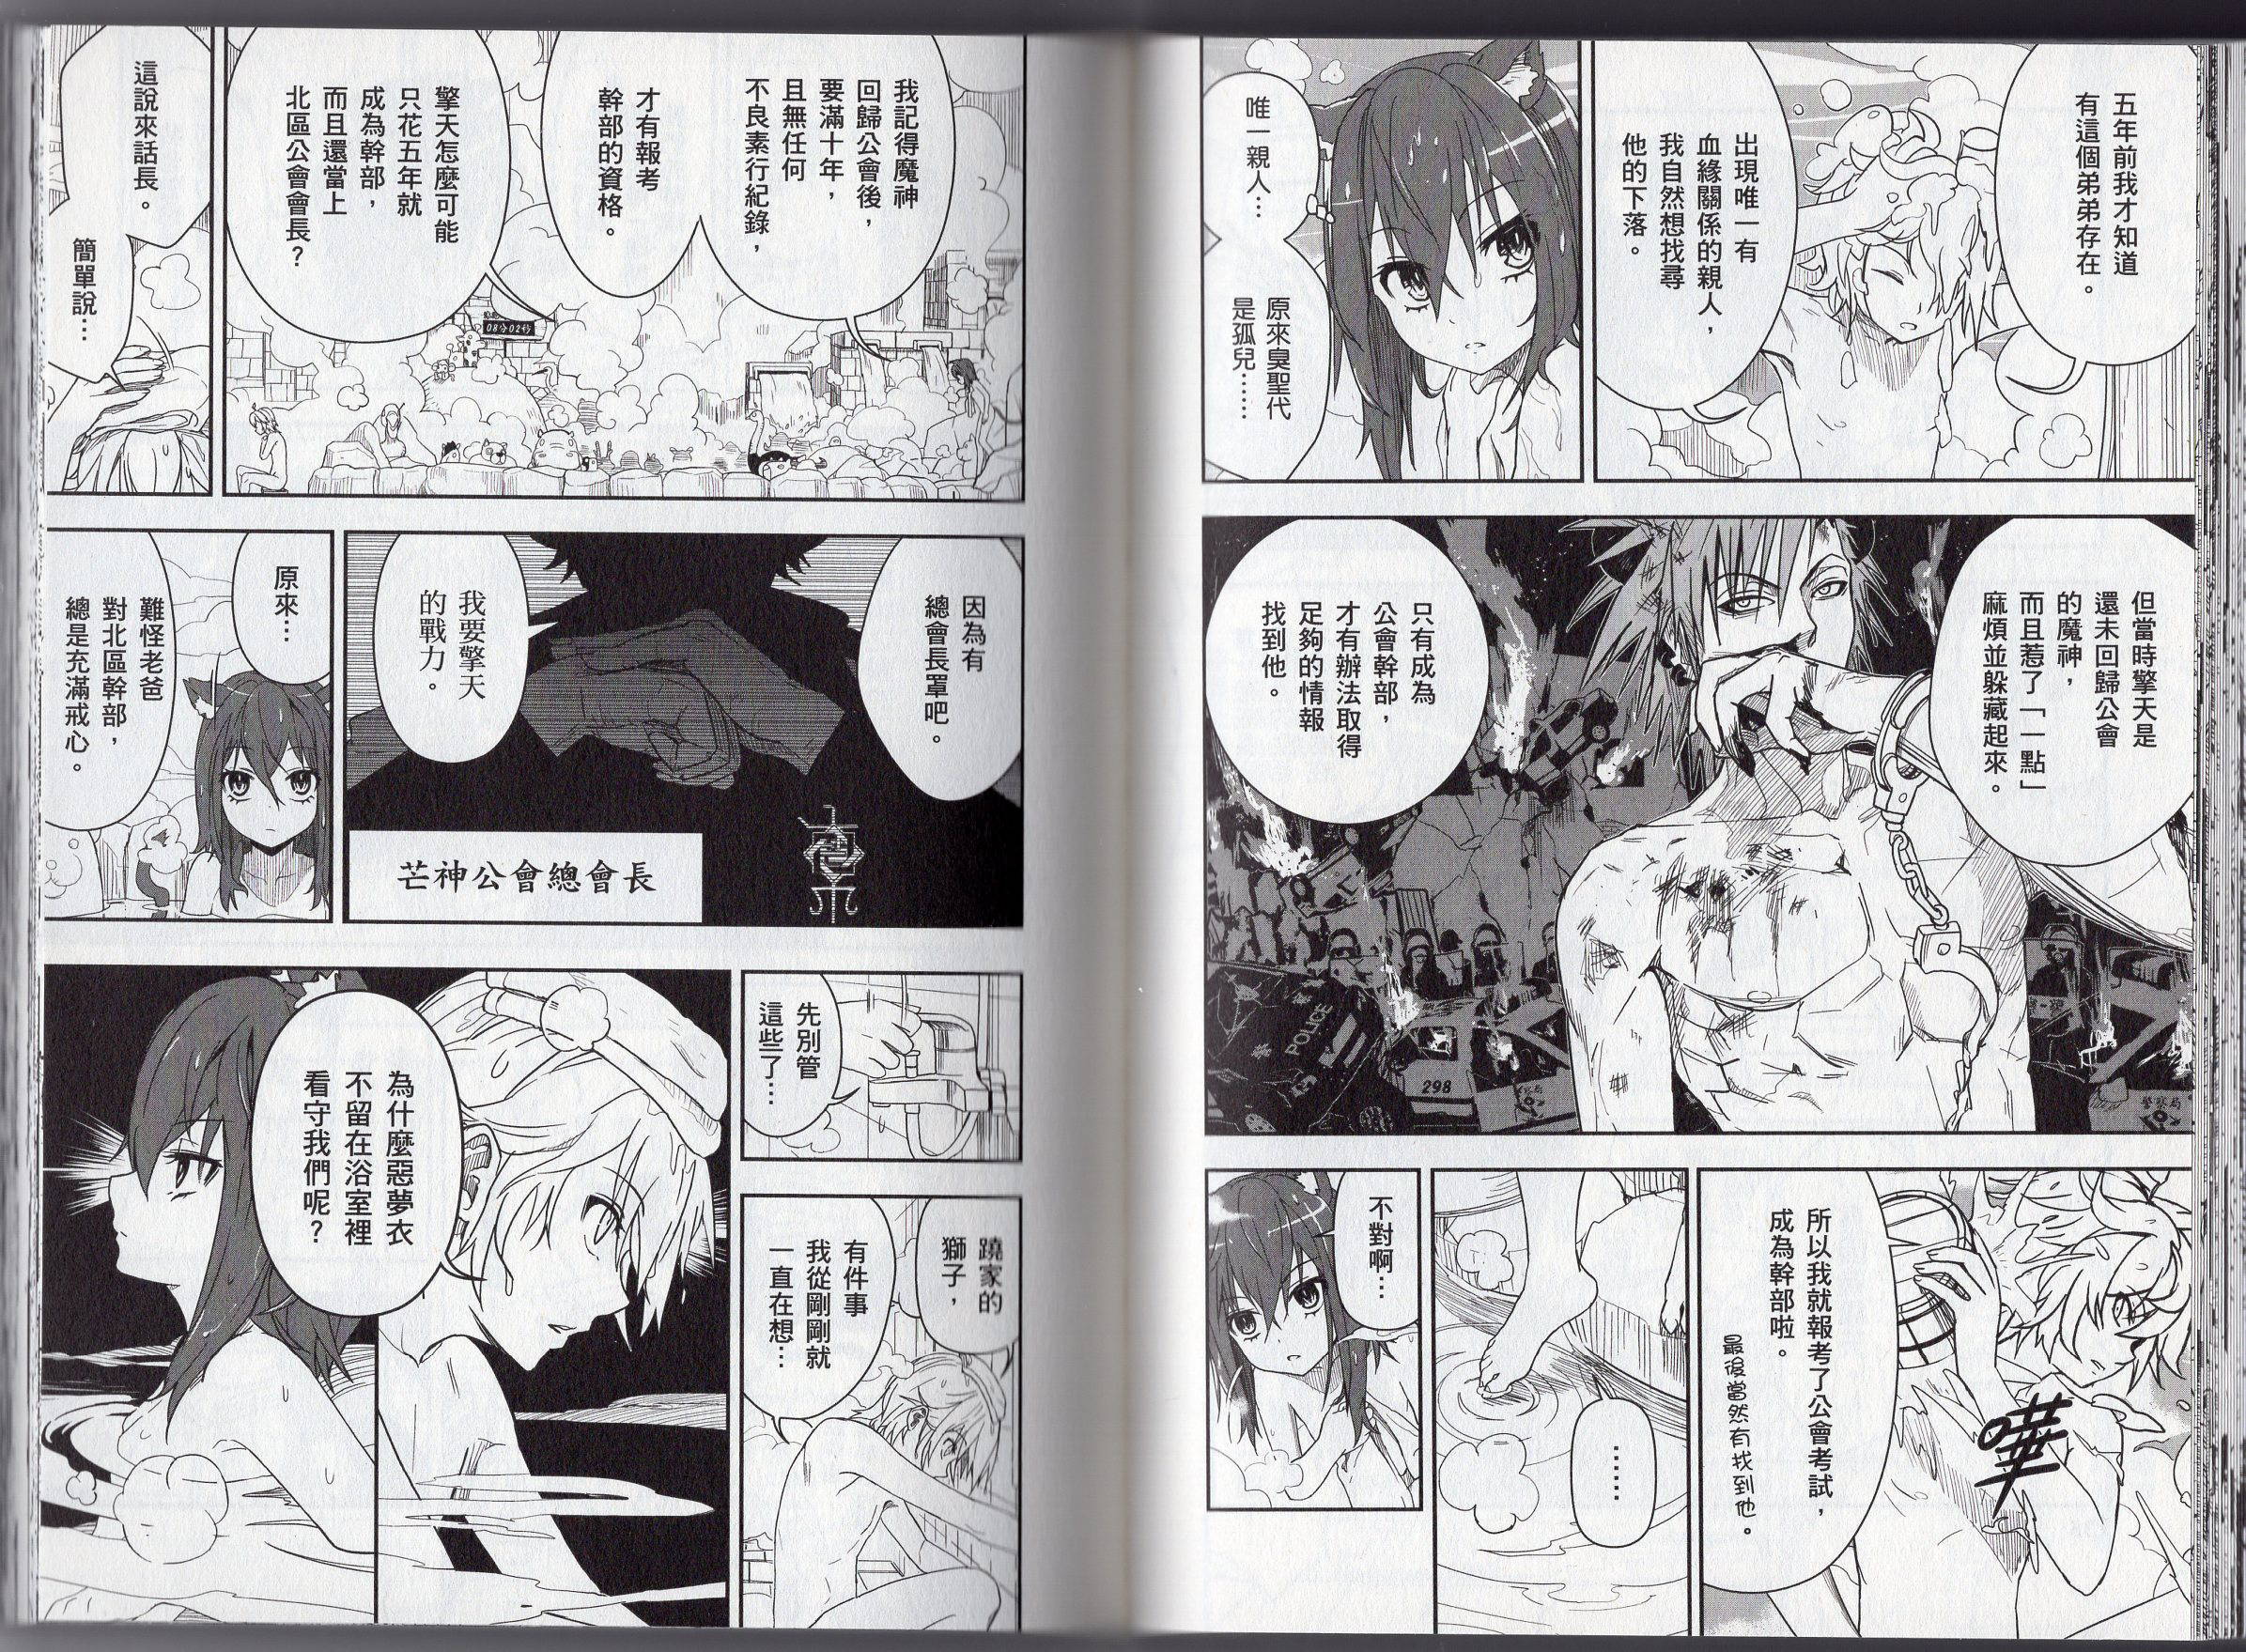 五年前我才知道
有這個弟弟存在。
出現唯一有
血緣關係的親人，
我自然想找尋
他的下落。
唯一親人…
原來臭聖代
是孤兒……
但當時擎天是
還未回歸公會
的魔神，
而且惹了「一點」
麻煩並躲藏起來。
只有成為
公會幹部，
才有辦法取得
足夠的情報
找到他。
POLICE
298
警察局
所以我就報考了公會考試，
成為幹部啦。
最後當然有找到他。
嘩
……
不對啊…
我記得魔神
回歸公會後，
要滿十年，
且無任何
不良素行紀錄，
才有報考
幹部的資格。
擎天怎麼可能
只花五年就
成為幹部，
而且還當上
北區公會會長？
08分02秒
這說來話長。
簡單說…
因為有
總會長罩吧。
我要擎天
的戰力。
芒神公會總會長
原來…
難怪老爸
對北區幹部，
總是充滿戒心。
先別管
這些了…
蹺家的
獅子，
有件事
我從剛剛就
一直在想…
為什麼惡夢衣
不留在浴室裡
看守我們呢？